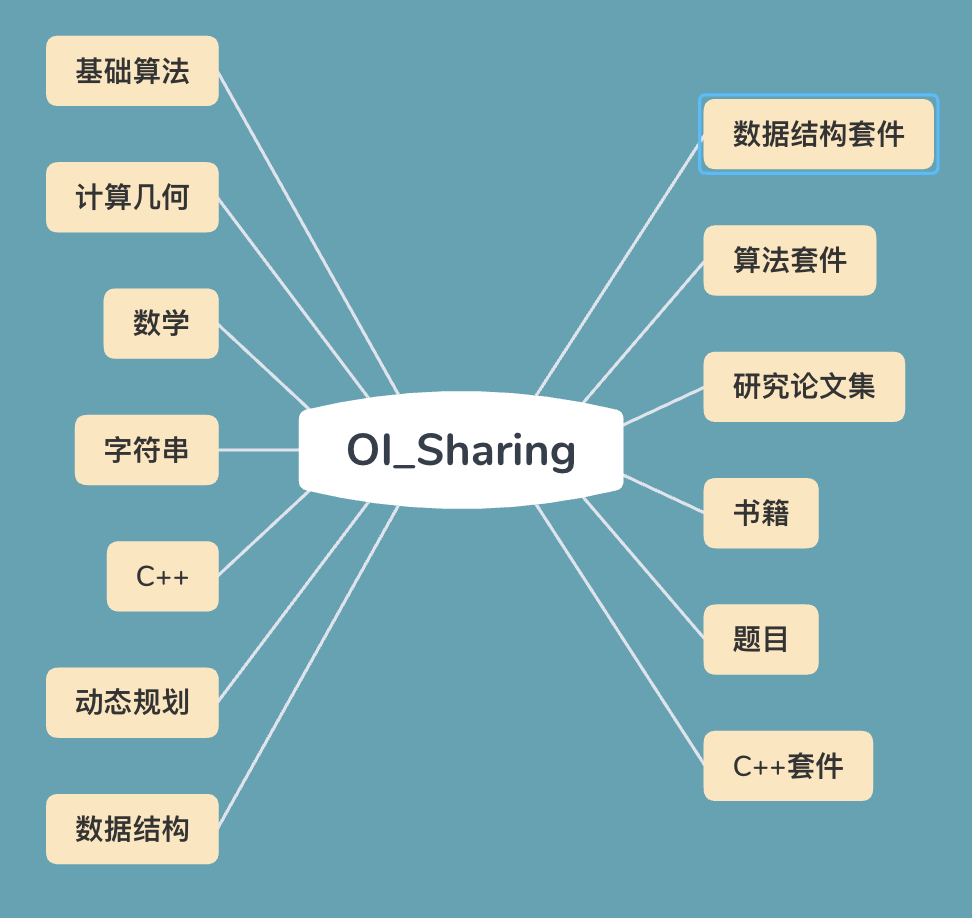 基础算法
计算几何
数学
字符串
C++
动态规划
数据结构
OI_Sharing
数据结构套件
算法套件
研究论文集
书籍
题目
C++套件